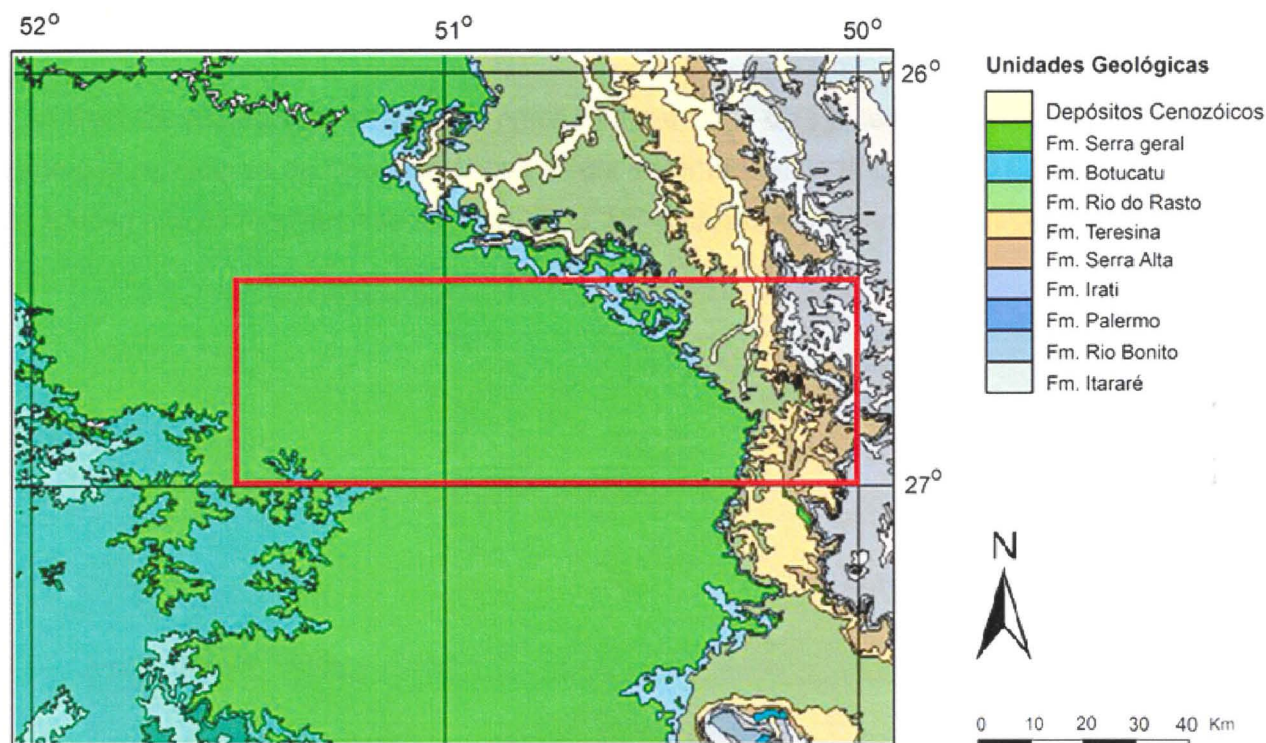 52°
51°
50°
26°
27°
Unidades Geológicas
Depósitos Cenozóicos
Fm. Serra geral
Fm. Botucatu
Fm. Rio do Rasto
Fm. Teresina
Fm. Serra Alta
Fm. Irati
Fm. Palermo
Fm. Rio Bonito
Fm. Itararé
N
0 10 20 30 40 Km